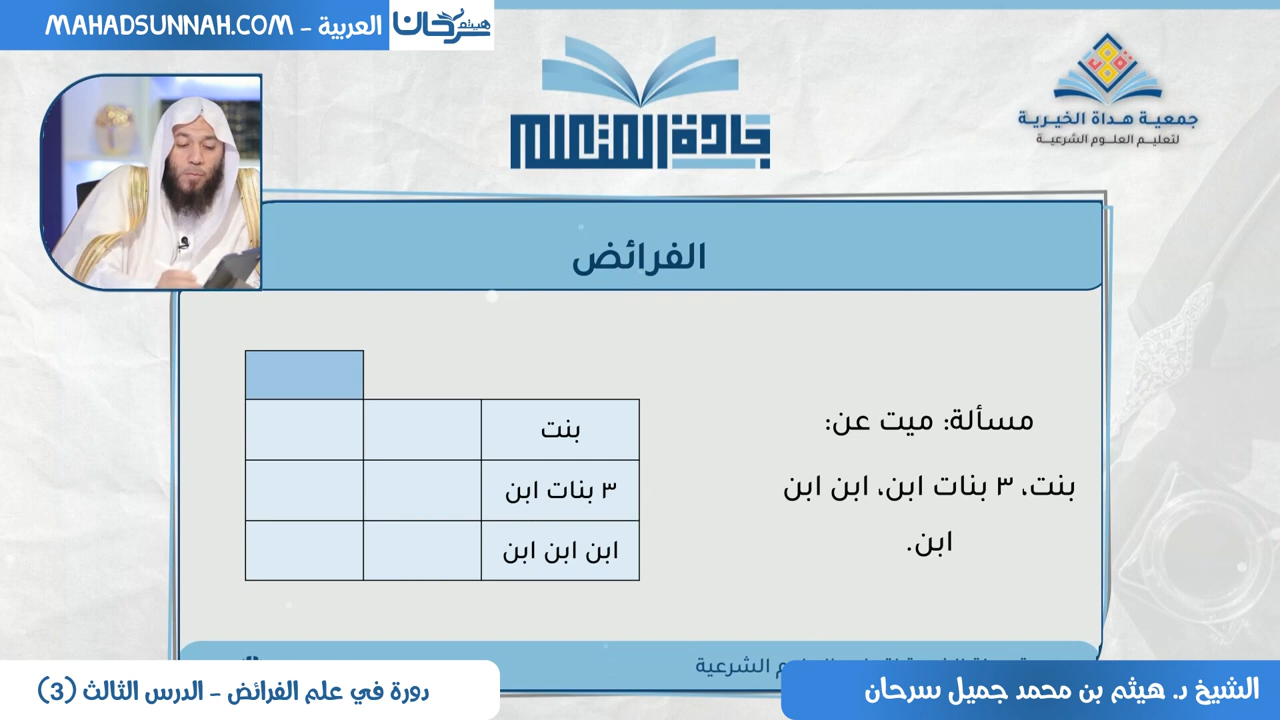 العربية - MAHADSUNNAH.COM
هيثم سرحان
جادة المتعلم
جمعية هداة الخيرية
لتعليم العلوم الشرعية
الفرائض
مسألة: ميت عن:
بنت، ٣ بنات ابن، ابن ابن
ابن.
بنت
٣ بنات ابن
ابن ابن ابن
الشرعية
الشيخ د. هيثم بن محمد جميل سرحان
دورة في علم الفرائض - الدرس الثالث (3)